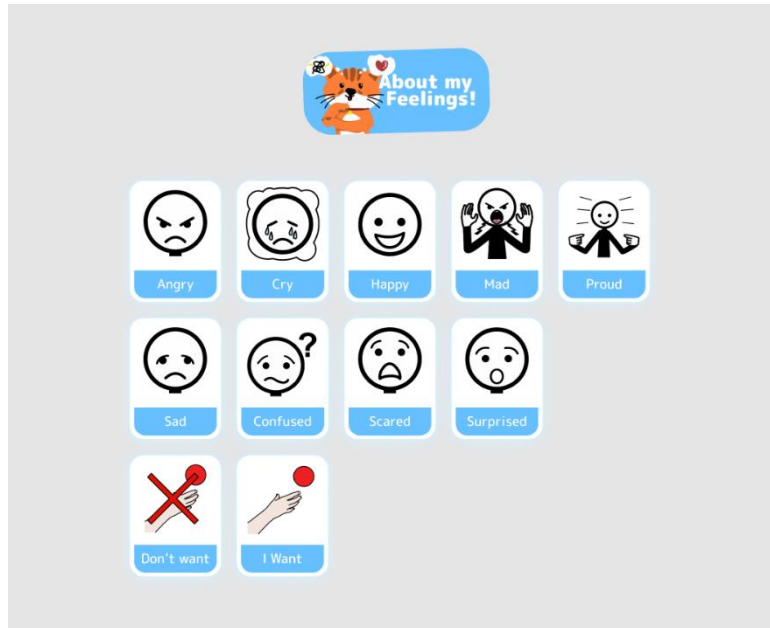 About my
Feelings!
Angry
Cry
Happy
Mad
Proud
Sad
?
Confused
Scared
Surprised
Don't want
I Want